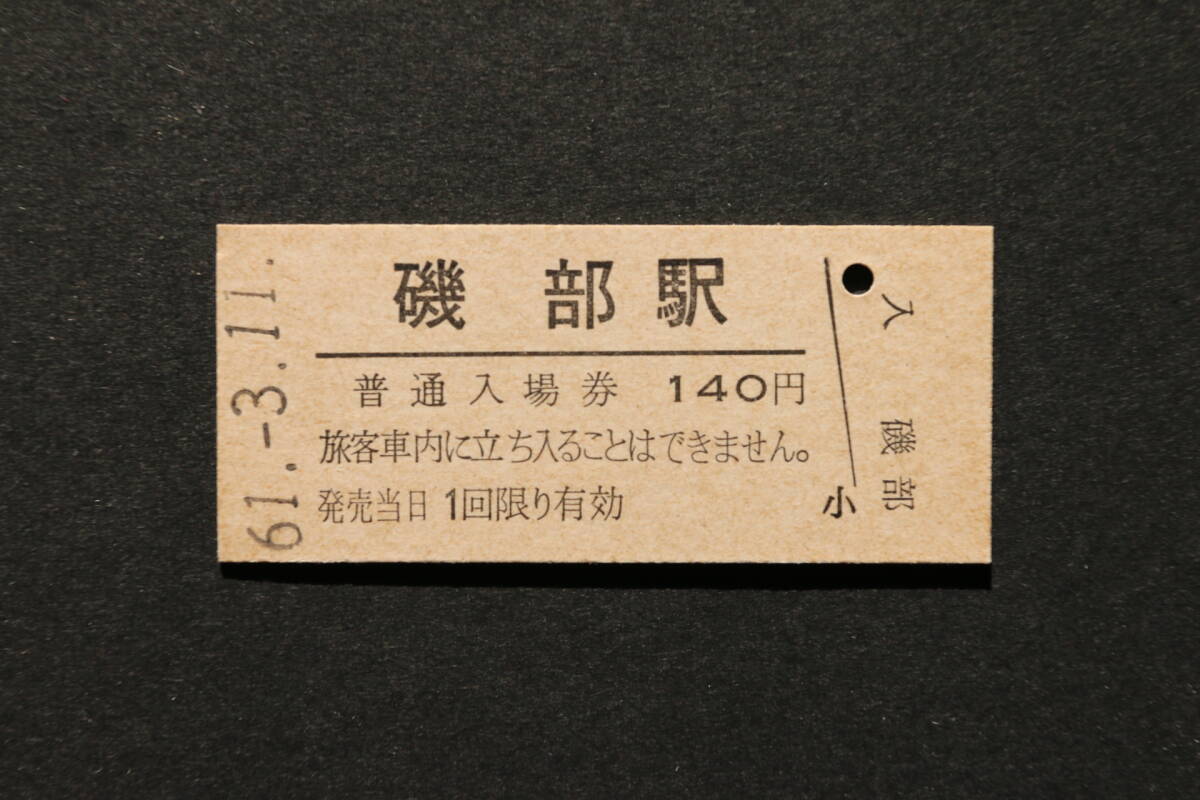 磯部駅
普通入場券 140円
旅客車内に立ち入ることはできません。
発売当日 1回限り有効
61.-3.11.
小
入 磯部